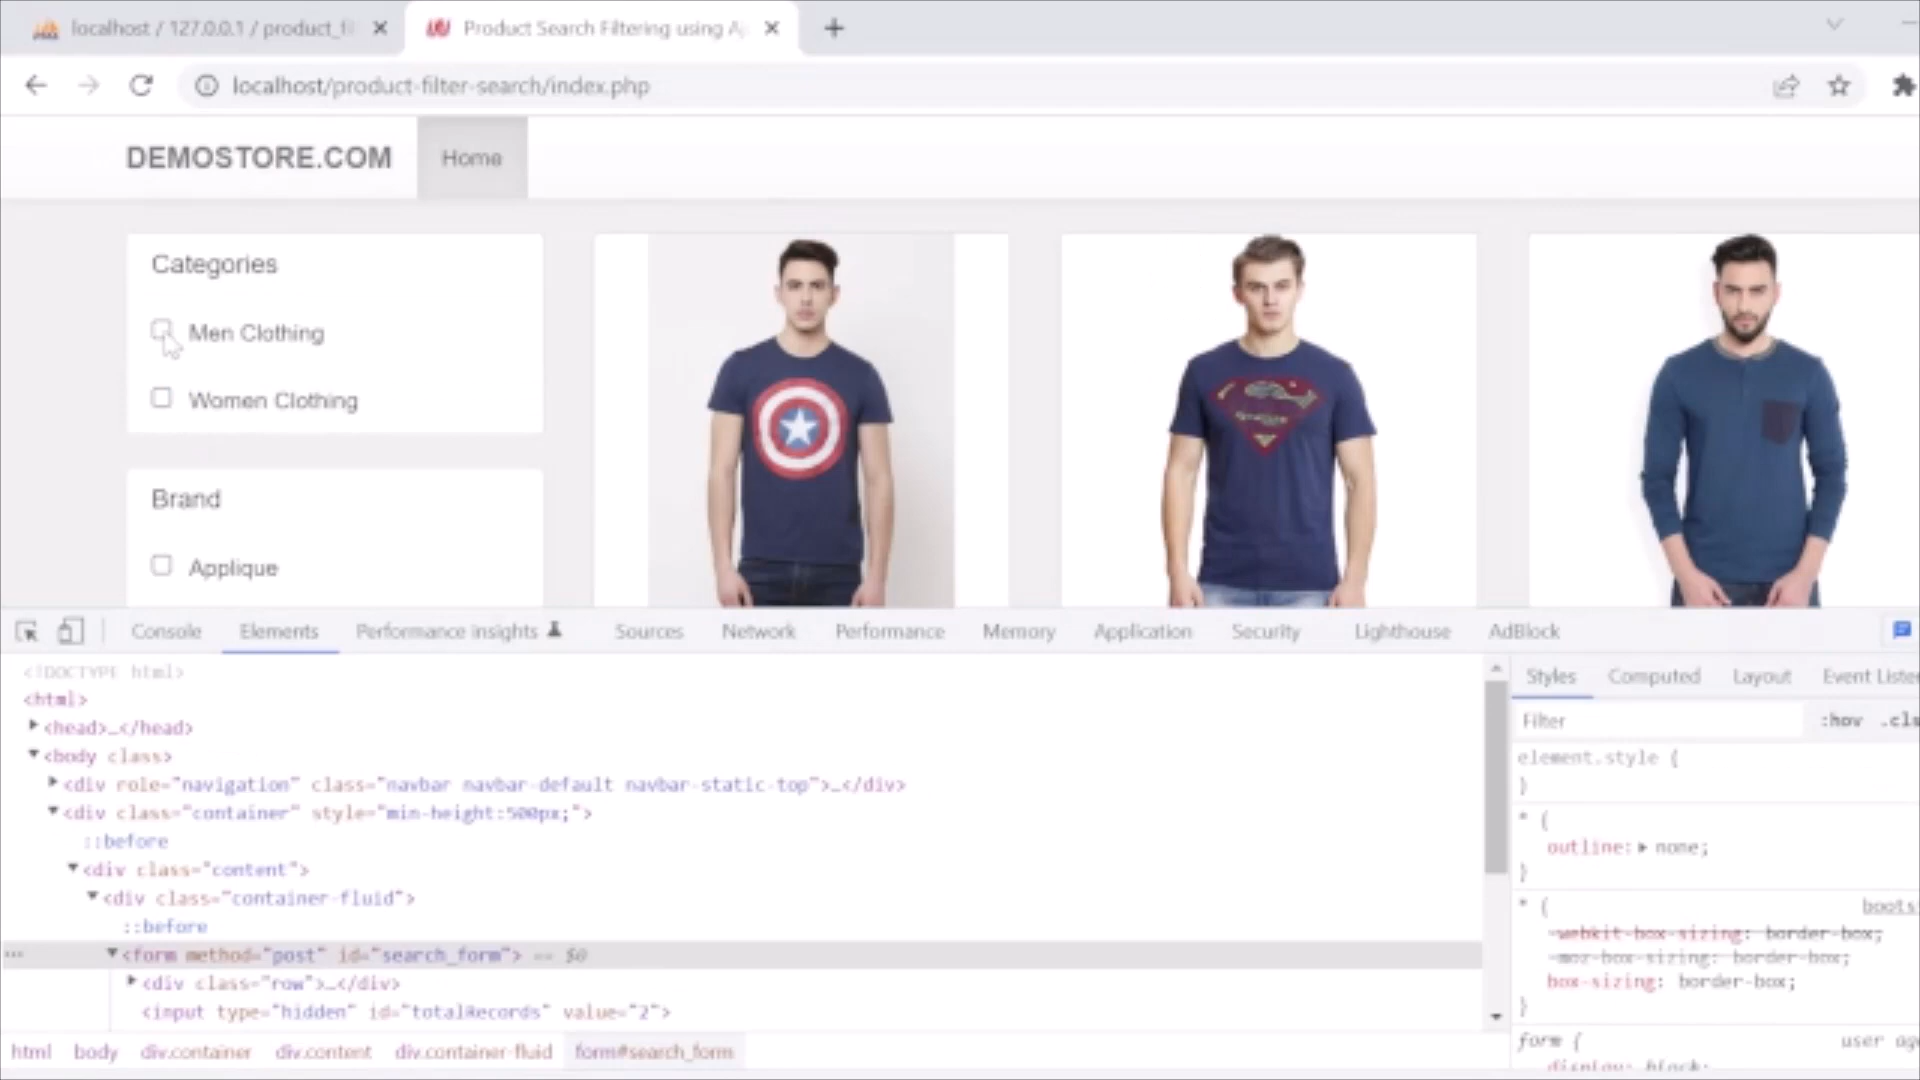 localhost / 127.0.0.1 / product_fi
Product Search Filtering using Aj
localhost/product-filter-search/index.php
DEMOSTORE.COM
Home
Categories
Men Clothing
Women Clothing
Brand
Applique
Console Elements Performance insights Sources Network Performance Memory Application Security Lighthouse AdBlock
<!DOCTYPE html>
<html>
<head>…</head>
<body class>
<div role="navigation" class="navbar navbar-default navbar-static-top">…</div>
<div class="container" style="min-height:500px;">
::before
<div class="content">
<div class="container-fluid">
::before
<form method="post" id="search_form"> == $0
<div class="row">…</div>
<input type="hidden" id="totalRecords" value="2">
html body div.container div.content div.container-fluid form#search_form
Styles Computed Layout Event Listen
Filter :hov .cls
element.style {
}
* {
outline: none;
}
* { boots
-webkit-box-sizing: border-box;
-moz-box-sizing: border-box;
box-sizing: border-box;
}
form { user age
display: block;